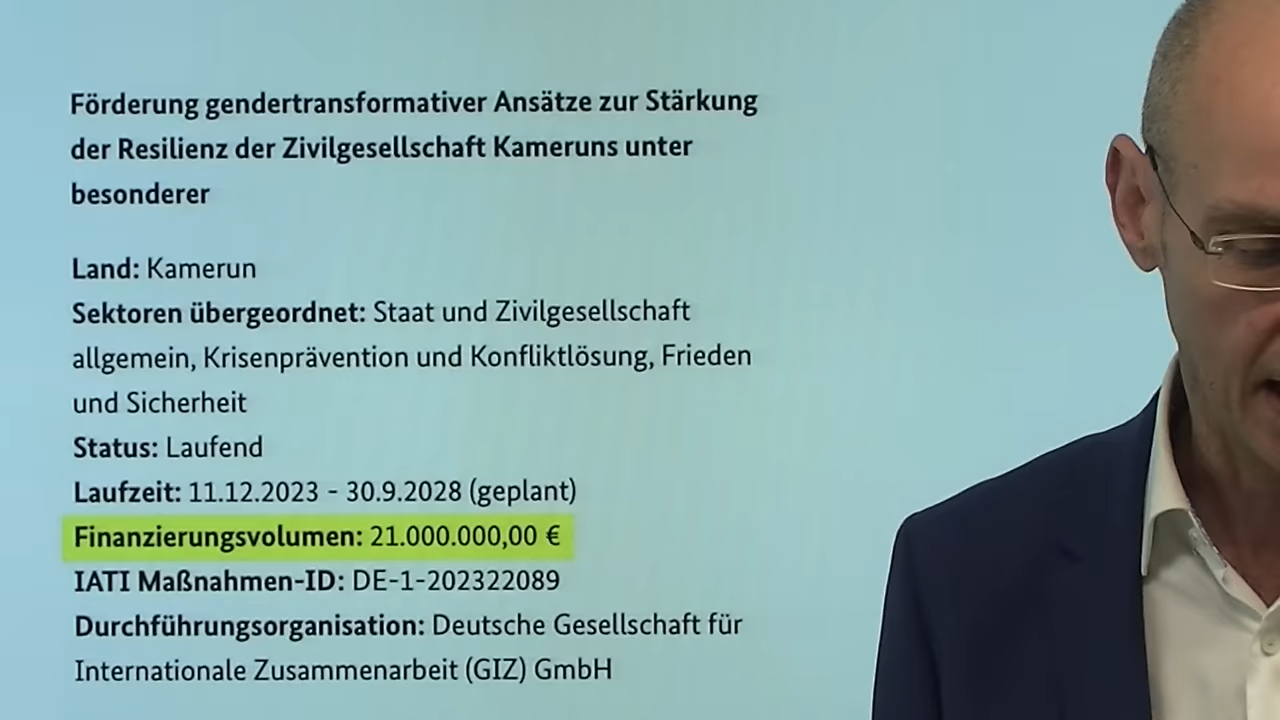 Förderung gendertransformativer Ansätze zur Stärkung
der Resilienz der Zivilgesellschaft Kameruns unter
besonderer
Land: Kamerun
Sektoren übergeordnet: Staat und Zivilgesellschaft
allgemein, Krisenprävention und Konfliktlösung, Frieden
und Sicherheit
Status: Laufend
Laufzeit: 11.12.2023 - 30.9.2028 (geplant)
Finanzierungsvolumen: 21.000.000,00 €
IATI Maßnahmen-ID: DE-1-202322089
Durchführungsorganisation: Deutsche Gesellschaft für
Internationale Zusammenarbeit (GIZ) GmbH